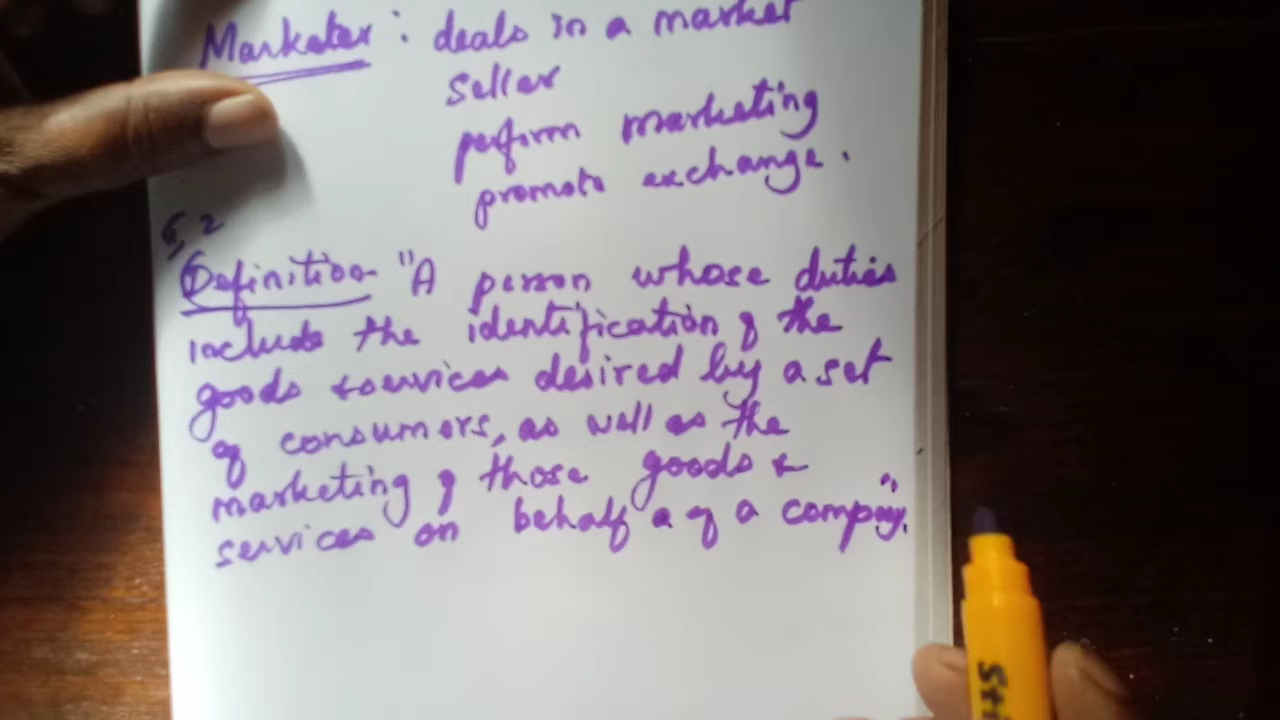 Marketer : deals in a market
seller
perform marketing
promote exchange.
5.2
Definition "A person whose duties
include the identification of the
goods & services desired by a set
of consumers, as well as the
marketing of those goods &
services on behalf a of a company."